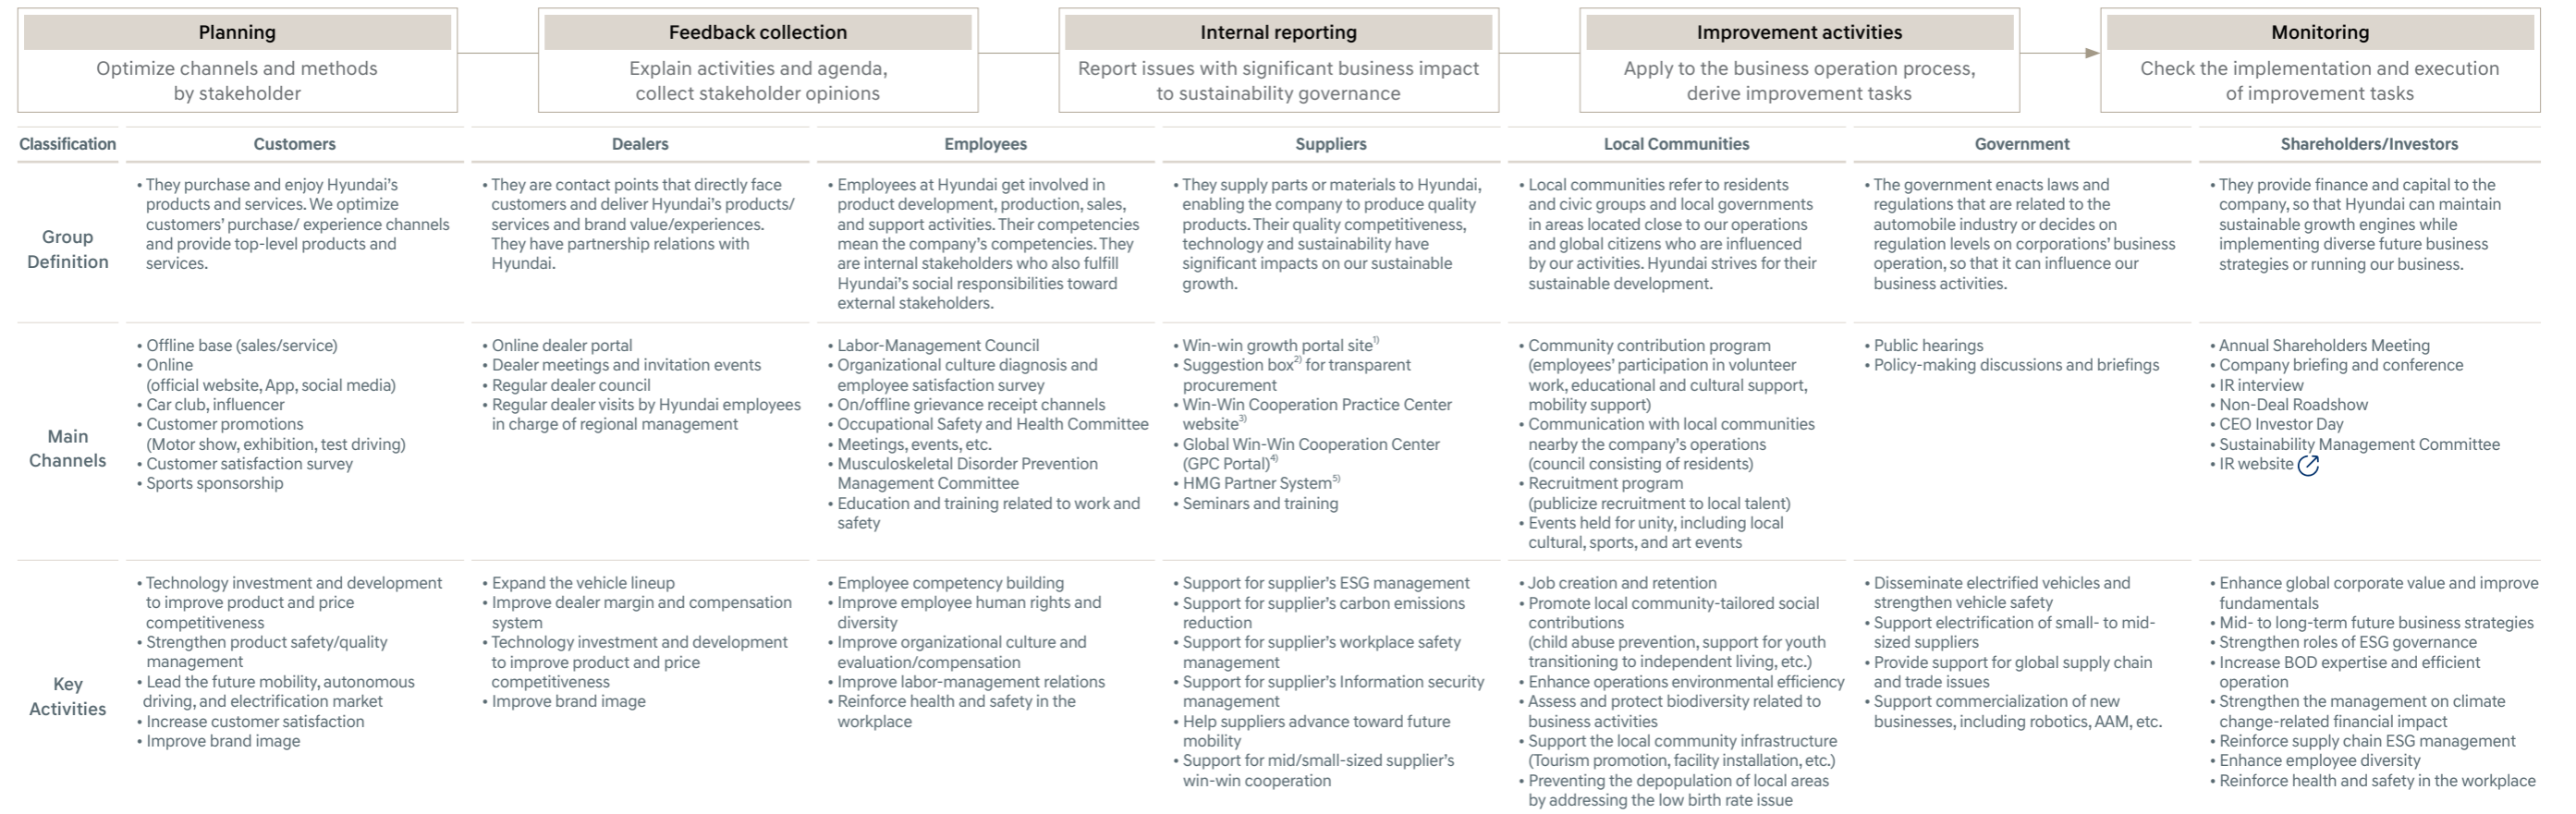 Planning
Optimize channels and methods
by stakeholder
Feedback collection
Explain activities and agenda,
collect stakeholder opinions
Internal reporting
Report issues with significant business impact
to sustainability governance
Improvement activities
Apply to the business operation process,
derive improvement tasks
Monitoring
Check the implementation and execution
of improvement tasks
Classification
Customers
Dealers
Employees
Suppliers
Local Communities
Government
Shareholders/Investors
Group
Definition
• They purchase and enjoy Hyundai's
products and services. We optimize
customers' purchase/ experience channels
and provide top-level products and
services.
• They are contact points that directly face
customers and deliver Hyundai's products/
services and brand value/experiences.
They have partnership relations with
Hyundai.
• Employees at Hyundai get involved in
product development, production, sales,
and support activities. Their competencies
mean the company's competencies. They
are internal stakeholders who also fulfill
Hyundai's social responsibilities toward
external stakeholders.
• They supply parts or materials to Hyundai,
enabling the company to produce quality
products. Their quality competitiveness,
technology and sustainability have
significant impacts on our sustainable
growth.
• Local communities refer to residents
and civic groups and local governments
in areas located close to our operations
and global citizens who are influenced
by our activities. Hyundai strives for their
sustainable development.
• The government enacts laws and
regulations that are related to the
automobile industry or decides on
regulation levels on corporations' business
operation, so that it can influence our
business activities.
• They provide finance and capital to the
company, so that Hyundai can maintain
sustainable growth engines while
implementing diverse future business
strategies or running our business.
Main
Channels
• Offline base (sales/service)
• Online
(official website, App, social media)
• Car club, influencer
• Customer promotions
(Motor show, exhibition, test driving)
• Customer satisfaction survey
• Sports sponsorship
• Online dealer portal
• Dealer meetings and invitation events
• Regular dealer council
• Regular dealer visits by Hyundai employees
in charge of regional management
• Labor-Management Council
• Organizational culture diagnosis and
employee satisfaction survey
• On/offline grievance receipt channels
• Occupational Safety and Health Committee
• Meetings, events, etc.
• Musculoskeletal Disorder Prevention
Management Committee
• Education and training related to work and
safety
• Win-win growth portal site1)
• Suggestion box2) for transparent
procurement
• Win-Win Cooperation Practice Center
website3)
• Global Win-Win Cooperation Center
(GPC Portal)4)
• HMG Partner System5)
• Seminars and training
• Community contribution program
(employees' participation in volunteer
work, educational and cultural support,
mobility support)
• Communication with local communities
nearby the company's operations
(council consisting of residents)
• Recruitment program
(publicize recruitment to local talent)
• Events held for unity, including local
cultural, sports, and art events
• Public hearings
• Policy-making discussions and briefings
• Annual Shareholders Meeting
• Company briefing and conference
• IR interview
• Non-Deal Roadshow
• CEO Investor Day
• Sustainability Management Committee
• IR website
Key
Activities
• Technology investment and development
to improve product and price
competitiveness
• Strengthen product safety/quality
management
• Lead the future mobility, autonomous
driving, and electrification market
• Increase customer satisfaction
• Improve brand image
• Expand the vehicle lineup
• Improve dealer margin and compensation
system
• Technology investment and development
to improve product and price
competitiveness
• Improve brand image
• Employee competency building
• Improve employee human rights and
diversity
• Improve organizational culture and
evaluation/compensation
• Improve labor-management relations
• Reinforce health and safety in the
workplace
• Support for supplier's ESG management
• Support for supplier's carbon emissions
reduction
• Support for supplier's workplace safety
management
• Support for supplier's Information security
management
• Help suppliers advance toward future
mobility
• Support for mid/small-sized supplier's
win-win cooperation
• Job creation and retention
• Promote local community-tailored social
contributions
(child abuse prevention, support for youth
transitioning to independent living, etc.)
• Enhance operations environmental efficiency
• Assess and protect biodiversity related to
business activities
• Support the local community infrastructure
(Tourism promotion, facility installation, etc.)
• Preventing the depopulation of local areas
by addressing the low birth rate issue
• Disseminate electrified vehicles and
strengthen vehicle safety
• Support electrification of small- to mid-
sized suppliers
• Provide support for global supply chain
and trade issues
• Support commercialization of new
businesses, including robotics, AAM, etc.
• Enhance global corporate value and improve
fundamentals
• Mid- to long-term future business strategies
• Strengthen roles of ESG governance
• Increase BOD expertise and efficient
operation
• Strengthen the management on climate
change-related financial impact
• Reinforce supply chain ESG management
• Enhance employee diversity
• Reinforce health and safety in the workplace